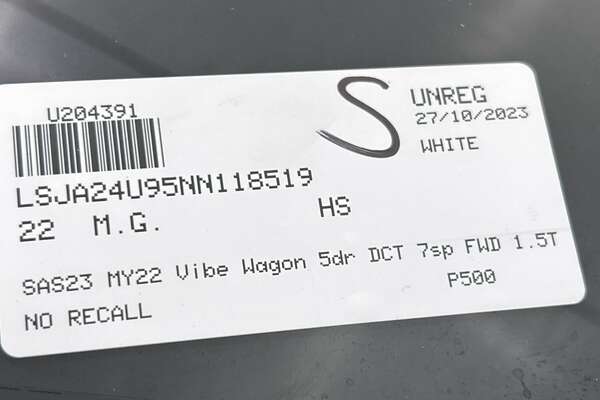 U204391
S
UNREG
27/10/2023
WHITE
LSJA24U95NN118519
22 M.G.
HS
SAS23 MY22 Vibe Wagon 5dr DCT 7sp FWD 1.5T
P500
NO RECALL